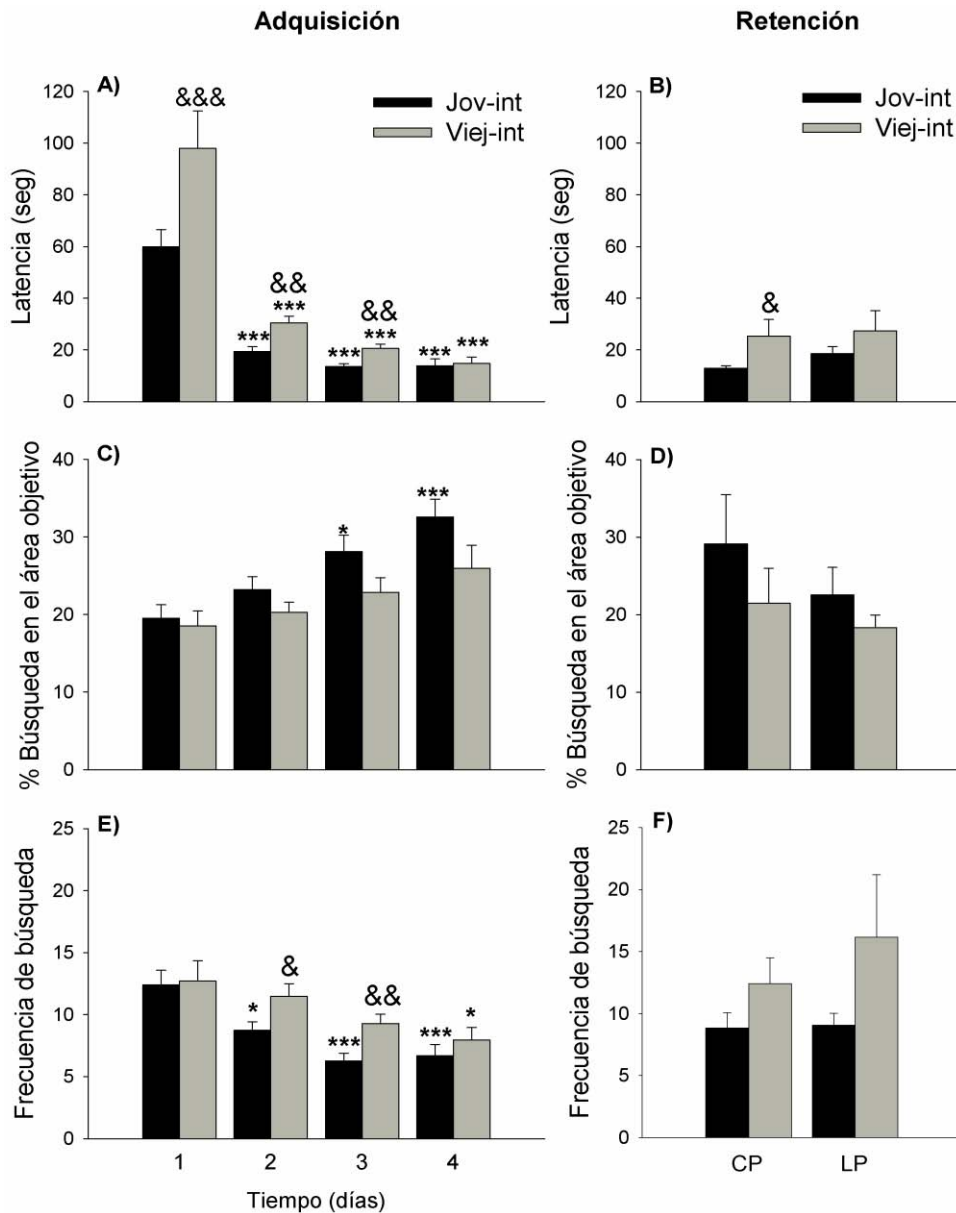 Adquisición
Retención
A)
&&&
Jov-int
Viej-int
120
100
80
60
40
20
0
Latencia (seg)
&&
***
***
&&
***
***
***
***
B)
Jov-int
Viej-int
120
100
80
60
40
20
0
Latencia (seg)
&
C)
40
30
20
10
0
% Búsqueda en el área objetivo
*
***
D)
40
30
20
10
0
% Búsqueda en el área objetivo
E)
25
20
15
10
5
0
Frecuencia de búsqueda
*
&
***
&&
***
*
1 2 3 4
Tiempo (días)
F)
25
20
15
10
5
0
Frecuencia de búsqueda
CP LP